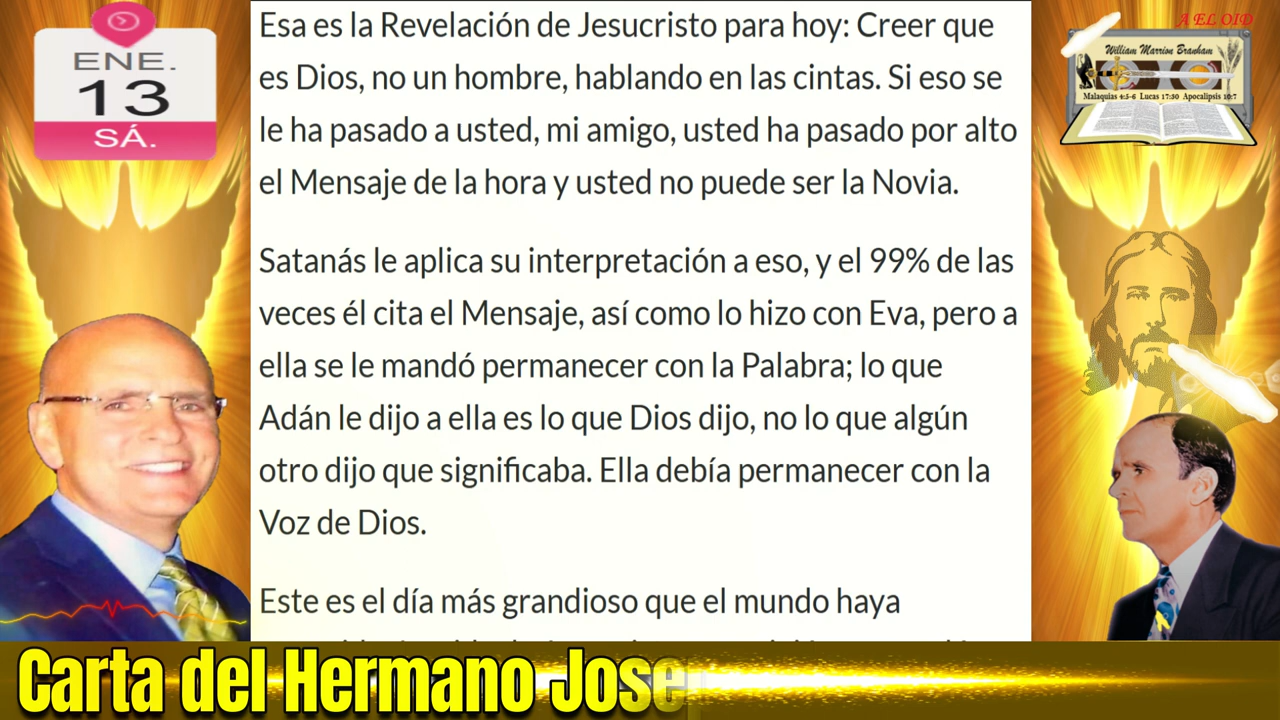 ENE.
13
SÁ.
A EL OID
William Marrion Branham
Malaquias 4:5-6 Lucas 17:30 Apocalipsis 10:7
Esa es la Revelación de Jesucristo para hoy: Creer que
es Dios, no un hombre, hablando en las cintas. Si eso se
le ha pasado a usted, mi amigo, usted ha pasado por alto
el Mensaje de la hora y usted no puede ser la Novia.
Satanás le aplica su interpretación a eso, y el 99% de las
veces él cita el Mensaje, así como lo hizo con Eva, pero a
ella se le mandó permanecer con la Palabra; lo que
Adán le dijo a ella es lo que Dios dijo, no lo que algún
otro dijo que significaba. Ella debía permanecer con la
Voz de Dios.
Este es el día más grandioso que el mundo haya
Carta del Hermano Jose